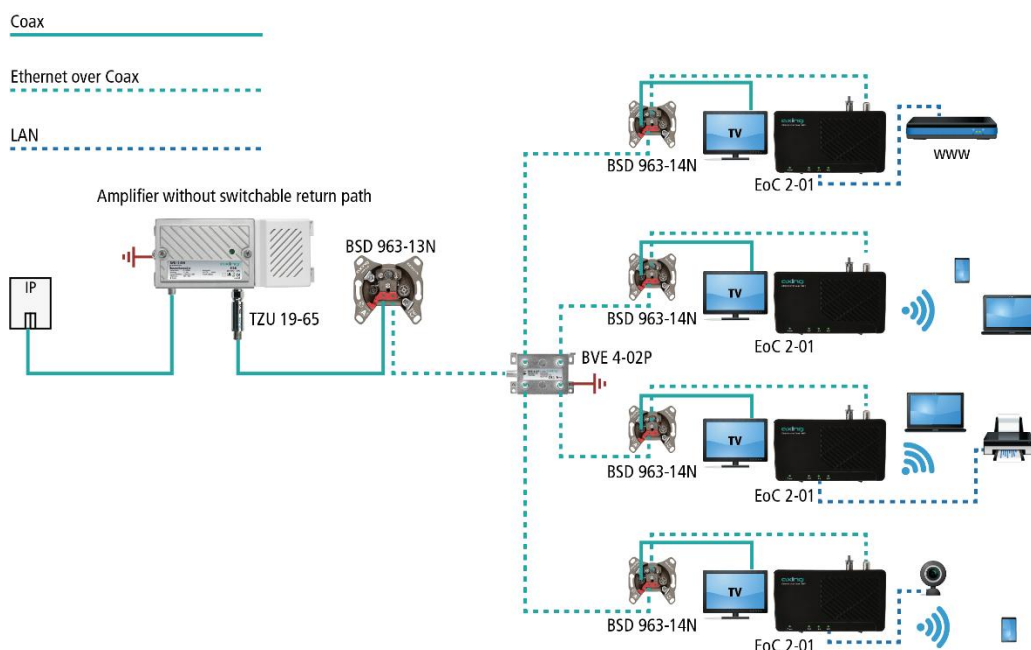 Coax
Ethernet over Coax
LAN
Amplifier without switchable return path
IP
TZU 19-65
BSD 963-13N
BVE 4-02P
BSD 963-14N
TV
axing
EoC 2-01
WWW
BSD 963-14N
TV
axing
EoC 2-01
BSD 963-14N
TV
axing
EoC 2-01
BSD 963-14N
TV
axing
EoC 2-01